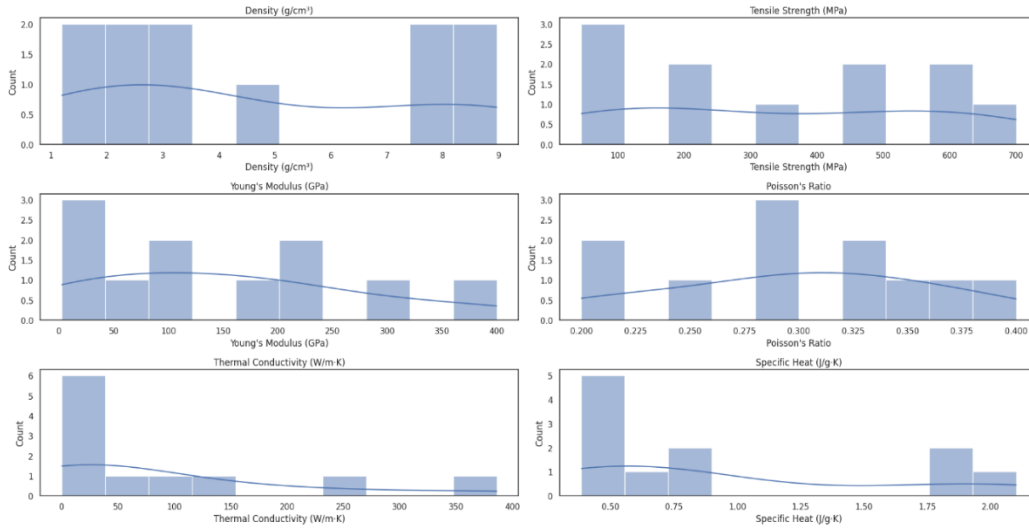 Density (g/cm³)
Count
2.0
1.5
1.0
0.5
0.0
1 2 3 4 5 6 7 8 9
Density (g/cm³)
Tensile Strength (MPa)
Count
3.0
2.5
2.0
1.5
1.0
0.5
0.0
100 200 300 400 500 600 700
Tensile Strength (MPa)
Young's Modulus (GPa)
Count
3.0
2.5
2.0
1.5
1.0
0.5
0.0
0 50 100 150 200 250 300 350 400
Young's Modulus (GPa)
Poisson's Ratio
Count
3.0
2.5
2.0
1.5
1.0
0.5
0.0
0.200 0.225 0.250 0.275 0.300 0.325 0.350 0.375 0.400
Poisson's Ratio
Thermal Conductivity (W/m·K)
Count
6
5
4
3
2
1
0
0 50 100 150 200 250 300 350 400
Thermal Conductivity (W/m·K)
Specific Heat (J/g·K)
Count
5
4
3
2
1
0
0.50 0.75 1.00 1.25 1.50 1.75 2.00
Specific Heat (J/g·K)